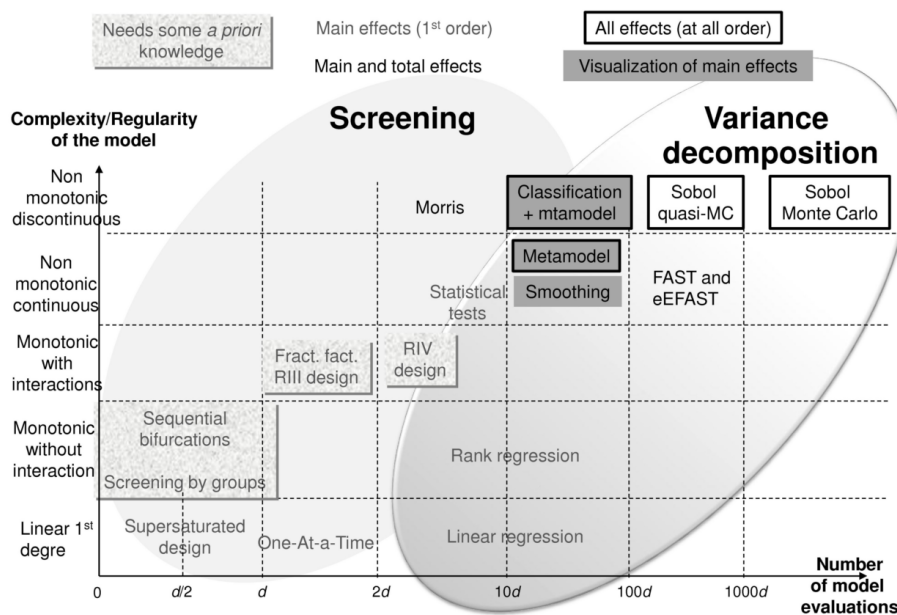 Needs some a priori
knowledge
Main effects (1st order)
All effects (at all order)
Main and total effects
Visualization of main effects
Complexity/Regularity
of the model
Screening
Variance
decomposition
Non
monotonic
discontinuous
Morris
Classification
+ mtamodel
Sobol
quasi-MC
Sobol
Monte Carlo
Non
monotonic
continuous
Metamodel
Statistical
tests
Smoothing
FAST and
eEFAST
Monotonic
with
interactions
Fract. fact.
RIII design
RIV
design
Monotonic
without
interaction
Sequential
bifurcations
Screening by groups
Rank regression
Linear 1st
degre
Supersaturated
design
One-At-a-Time
Linear regression
0 d/2 d 2d 10d 100d 1000d
Number
of model
evaluations